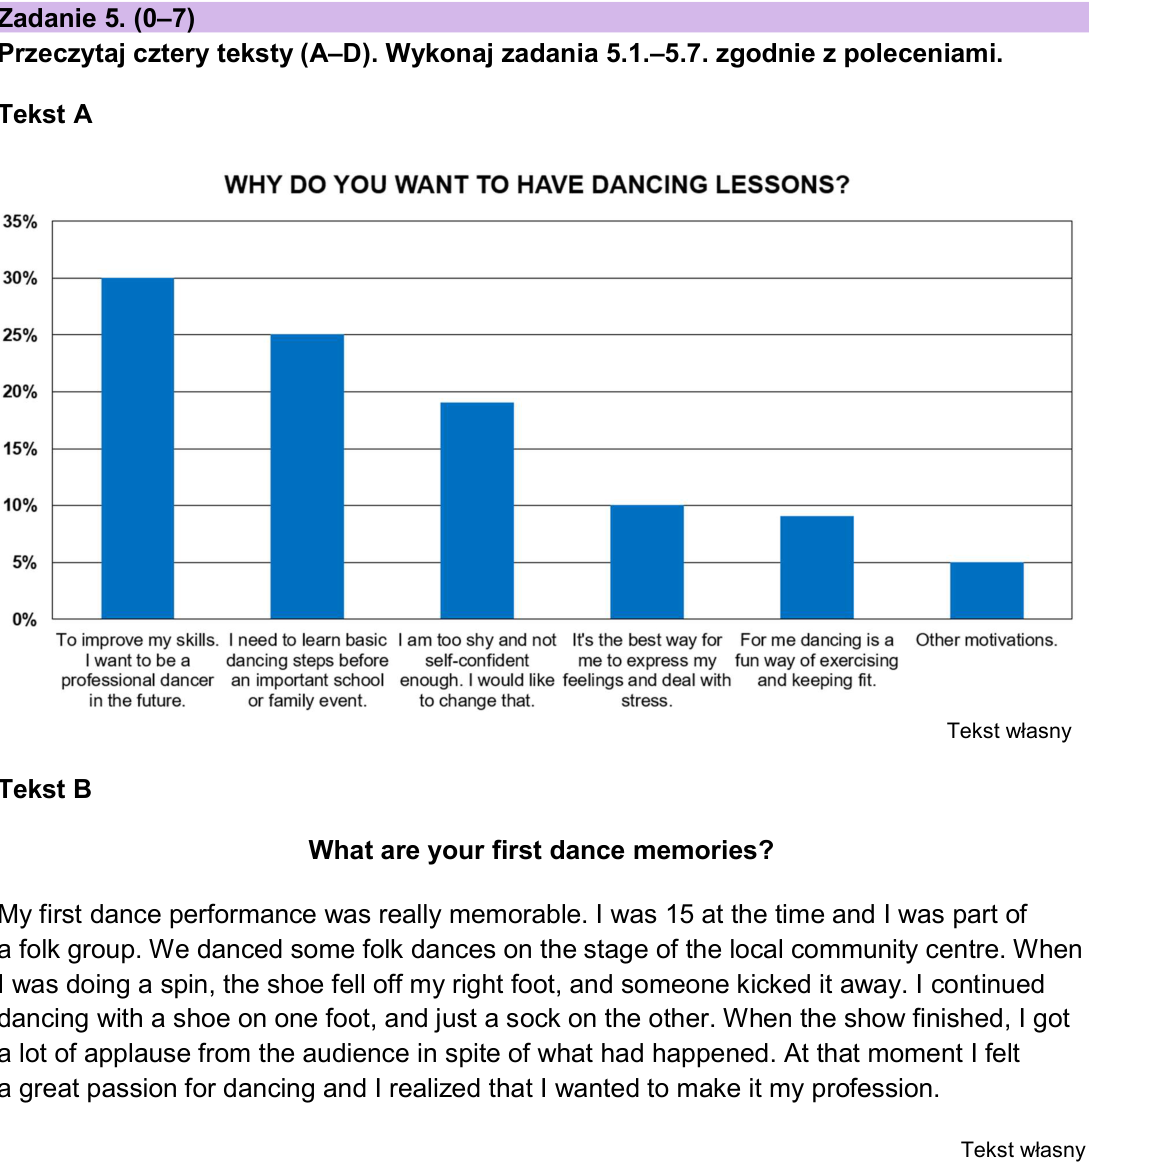 Zadanie 5. (0–7)
Przeczytaj cztery teksty (A–D). Wykonaj zadania 5.1.–5.7. zgodnie z poleceniami.
Tekst A
WHY DO YOU WANT TO HAVE DANCING LESSONS?
35%
30%
25%
20%
15%
10%
5%
0%
To improve my skills.
I want to be a
professional dancer
in the future.
I need to learn basic
dancing steps before
an important school
or family event.
I am too shy and not
self-confident
enough. I would like
to change that.
It's the best way for
me to express my
feelings and deal with
stress.
For me dancing is a
fun way of exercising
and keeping fit.
Other motivations.
Tekst własny
Tekst B
What are your first dance memories?
My first dance performance was really memorable. I was 15 at the time and I was part of
a folk group. We danced some folk dances on the stage of the local community centre. When
I was doing a spin, the shoe fell off my right foot, and someone kicked it away. I continued
dancing with a shoe on one foot, and just a sock on the other. When the show finished, I got
a lot of applause from the audience in spite of what had happened. At that moment I felt
a great passion for dancing and I realized that I wanted to make it my profession.
Tekst własny